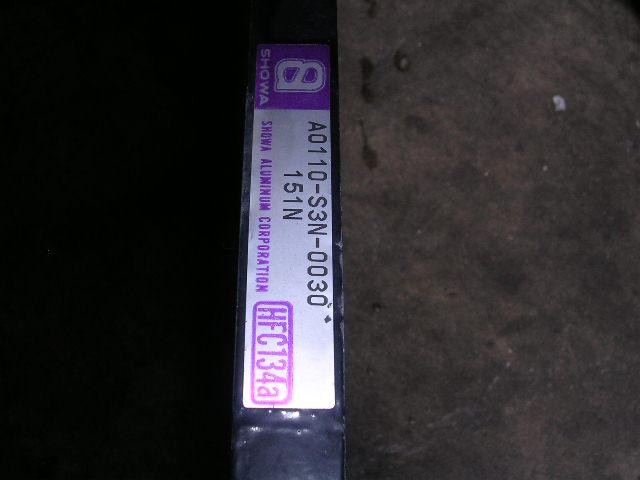 SHOWA
A0110-S3N-0030
151N
SHOWA ALUMINUM CORPORATION
HFC134a